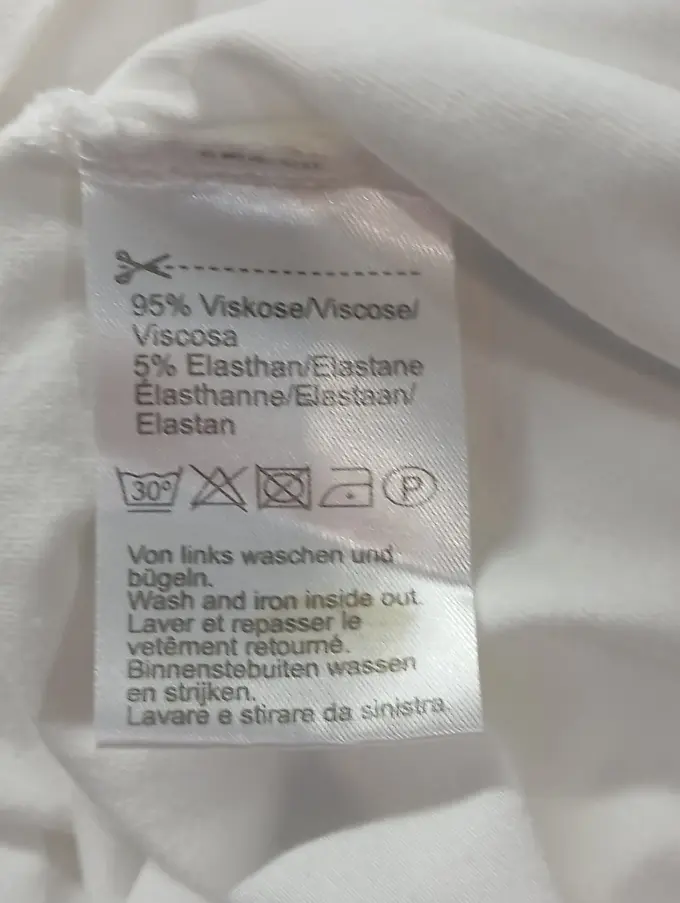 95% Viskose/Viscose/
Viscosa
5% Elasthan/Elastane
Élasthanne/Elastaan/
Elastan
30° P
Von links waschen und
bügeln.
Wash and iron inside out.
Laver et repasser le
vetêment retourné.
Binnenstebuiten wassen
en strijken.
Lavare e stirare da sinistra.